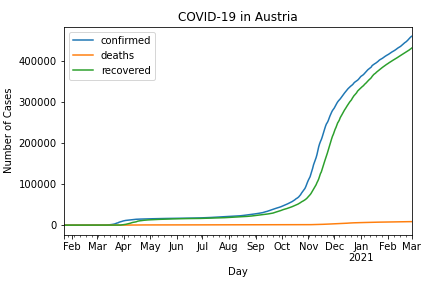 COVID-19 in Austria
confirmed
deaths
recovered
Number of Cases
400000
300000
200000
100000
0
Feb Mar Apr May Jun Jul Aug Sep Oct Nov Dec Jan Feb Mar
2021
Day